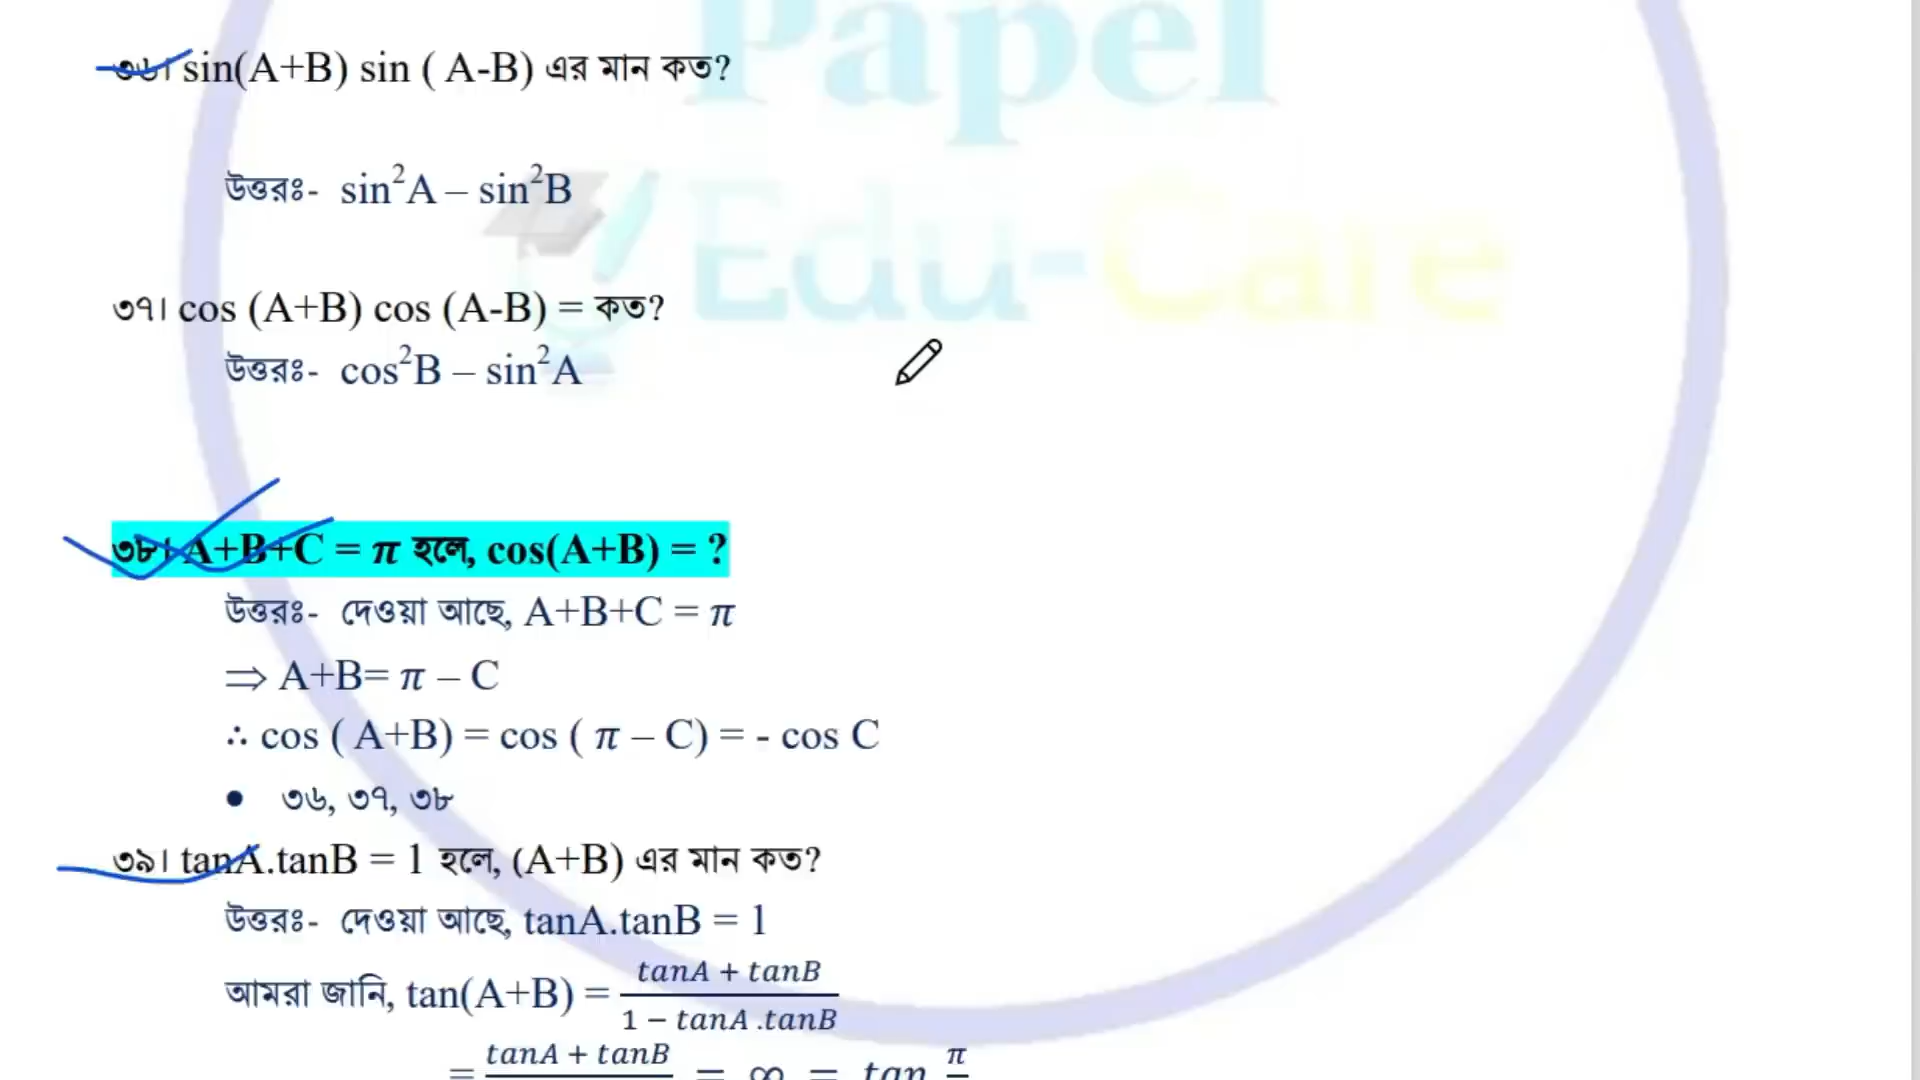 Papel
Edu-Care
৩৬। sin(A+B) sin ( A-B) এর মান কত?
উত্তরঃ- sin²A – sin²B
৩৭। cos (A+B) cos (A-B) = কত?
উত্তরঃ- cos²B – sin²A
৩৮। A+B+C = π হলে, cos(A+B) = ?
উত্তরঃ- দেওয়া আছে, A+B+C = π
⇒ A+B= π – C
∴ cos ( A+B) = cos ( π – C) = - cos C
• ৩৬, ৩৭, ৩৮
৩৯। tanA.tanB = 1 হলে, (A+B) এর মান কত?
উত্তরঃ- দেওয়া আছে, tanA.tanB = 1
আমরা জানি, tan(A+B) = (tanA + tanB)/(1 − tanA .tanB)
= tanA + tanB = ∞ = tan π